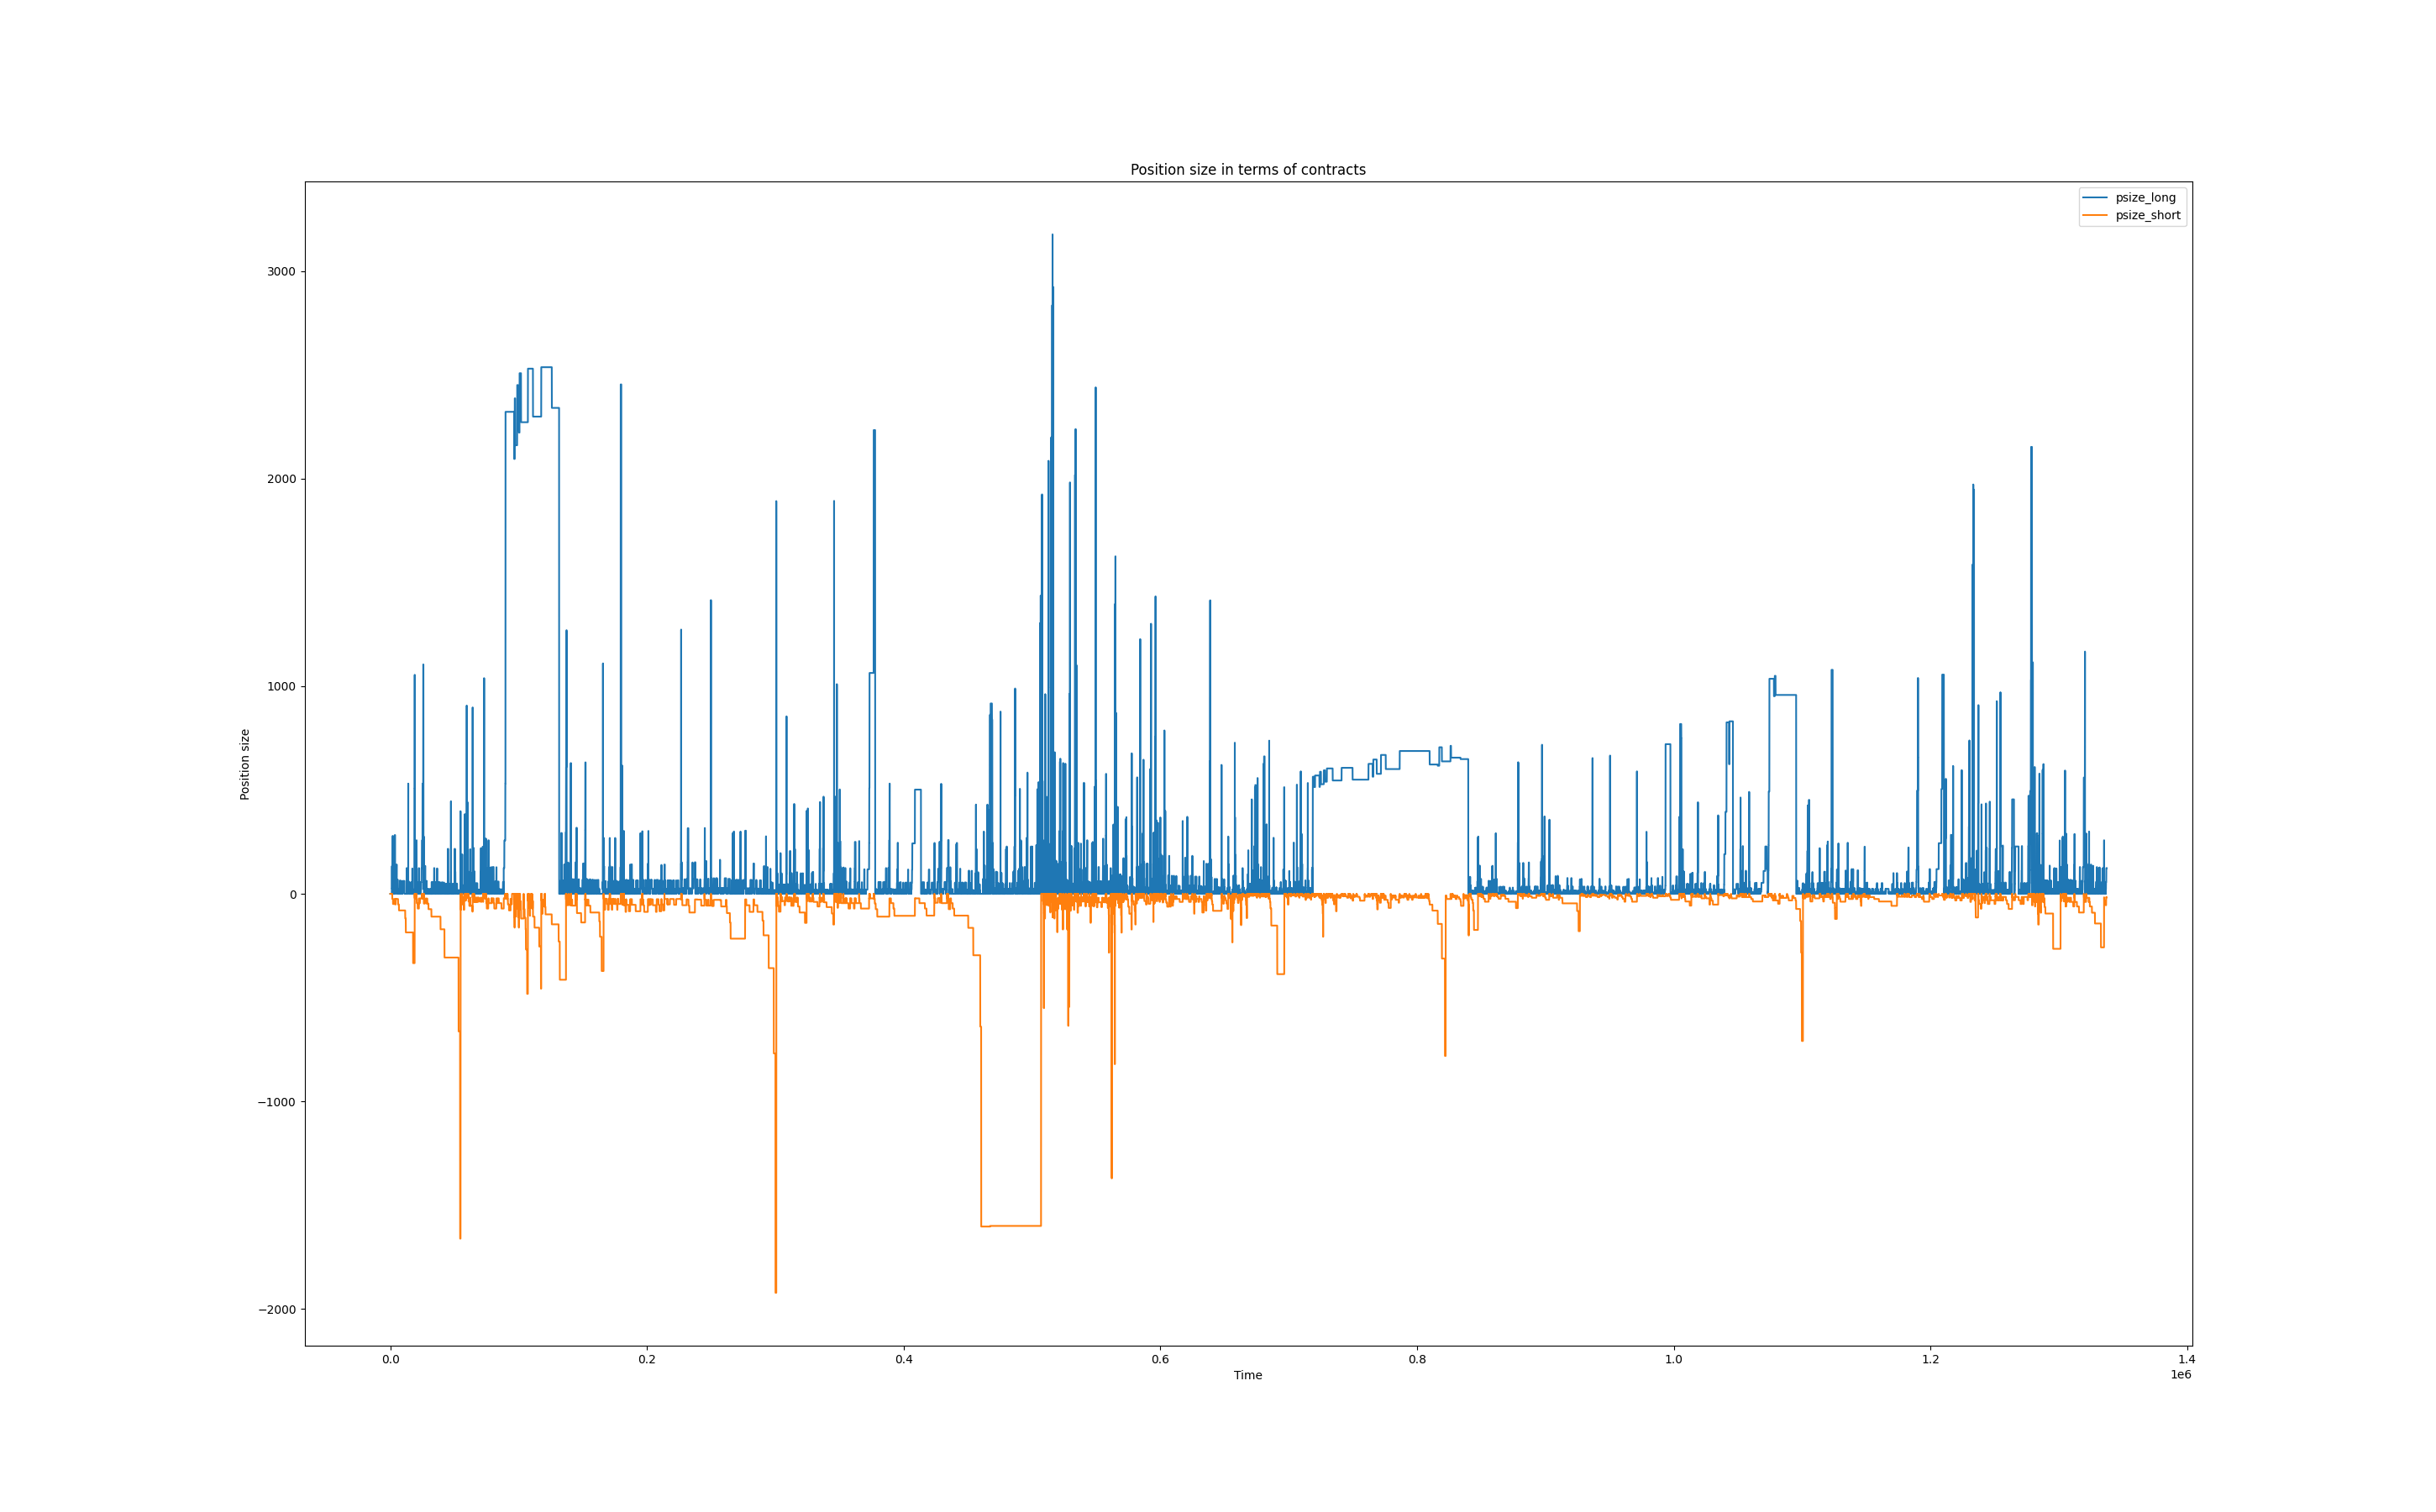 Position size in terms of contracts
psize_long
psize_short
3000
2000
1000
0
−1000
−2000
Position size
0.0
0.2
0.4
0.6
0.8
1.0
1.2
1.4
Time
1e6